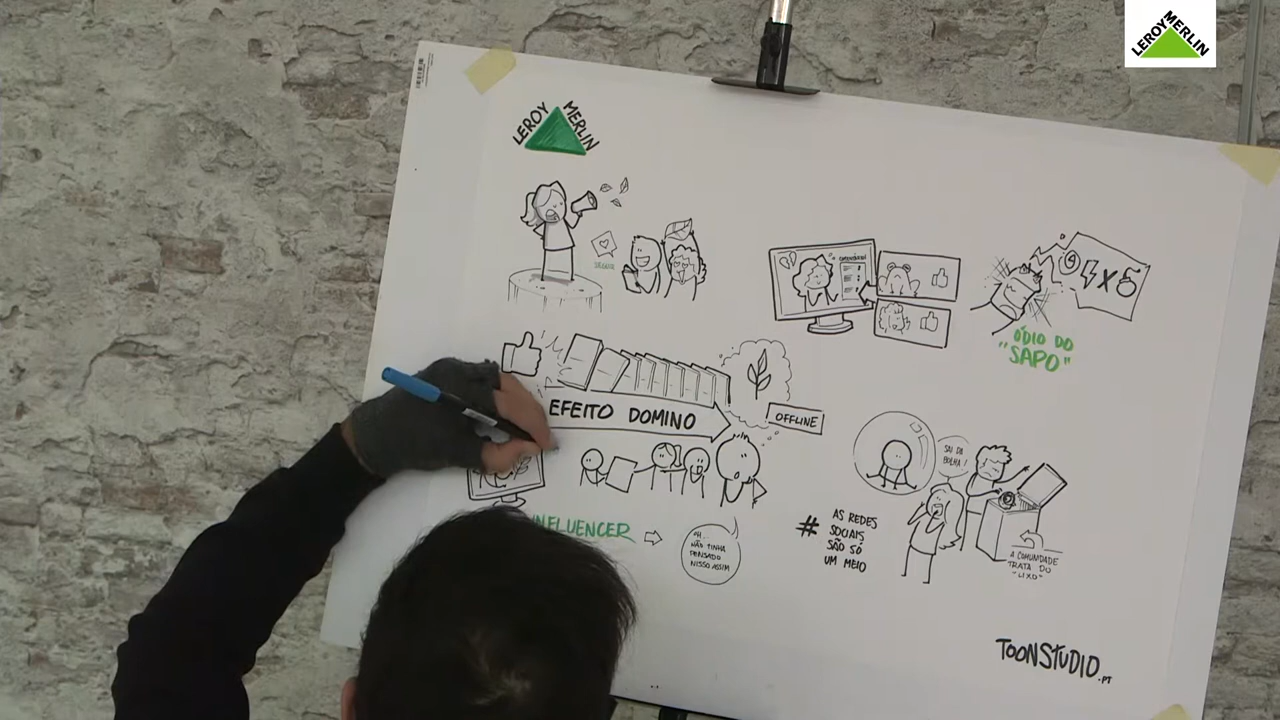 LEROY MERLIN
LEROY MERLIN
ÓDIO DO
"SAPO"
EFEITO DOMINO
OFFLINE
SAI DA
BOLHA!
INFLUENCER
OH...
NÃO TINHA
PENSADO
NISSO ASSIM
# AS REDES
SOCIAIS
SÃO SÓ
UM MEIO
A COMUNIDADE
TRATA DO
"LIXO"
TOONSTUDIO.PT